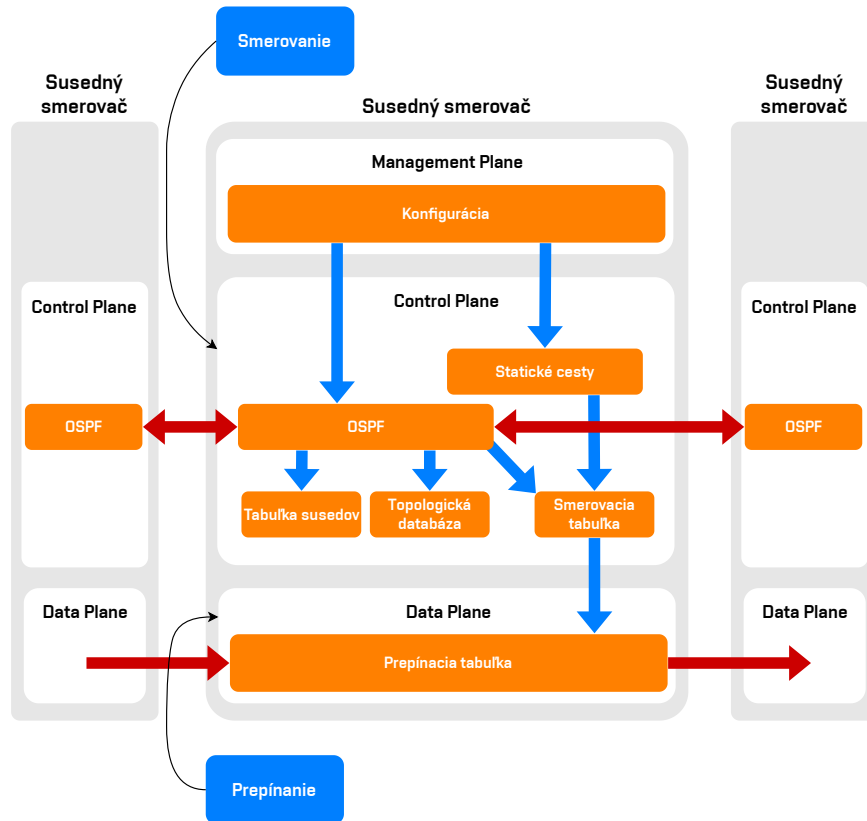 Smerovanie
Susedný
smerovač
Susedný smerovač
Susedný
smerovač
Management Plane
Konfigurácia
Control Plane
Control Plane
Control Plane
Statické cesty
OSPF
OSPF
OSPF
Tabuľka susedov
Topologická
databáza
Smerovacia
tabuľka
Data Plane
Data Plane
Data Plane
Prepínacia tabuľka
Prepínanie